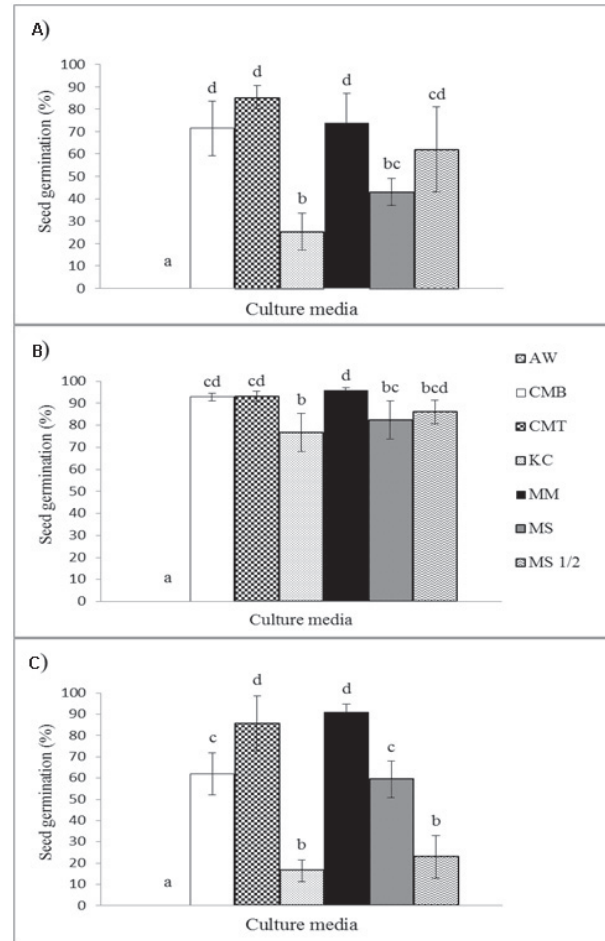 A)
Seed germination (%)
100
90
80
70
60
50
40
30
20
10
0
a
d
d
b
d
bc
cd
Culture media
B)
Seed germination (%)
100
90
80
70
60
50
40
30
20
10
0
a
cd
cd
b
d
bc
bcd
Culture media
AW
CMB
CMT
KC
MM
MS
MS 1/2
C)
Seed germination (%)
100
90
80
70
60
50
40
30
20
10
0
a
c
d
b
d
c
b
Culture media